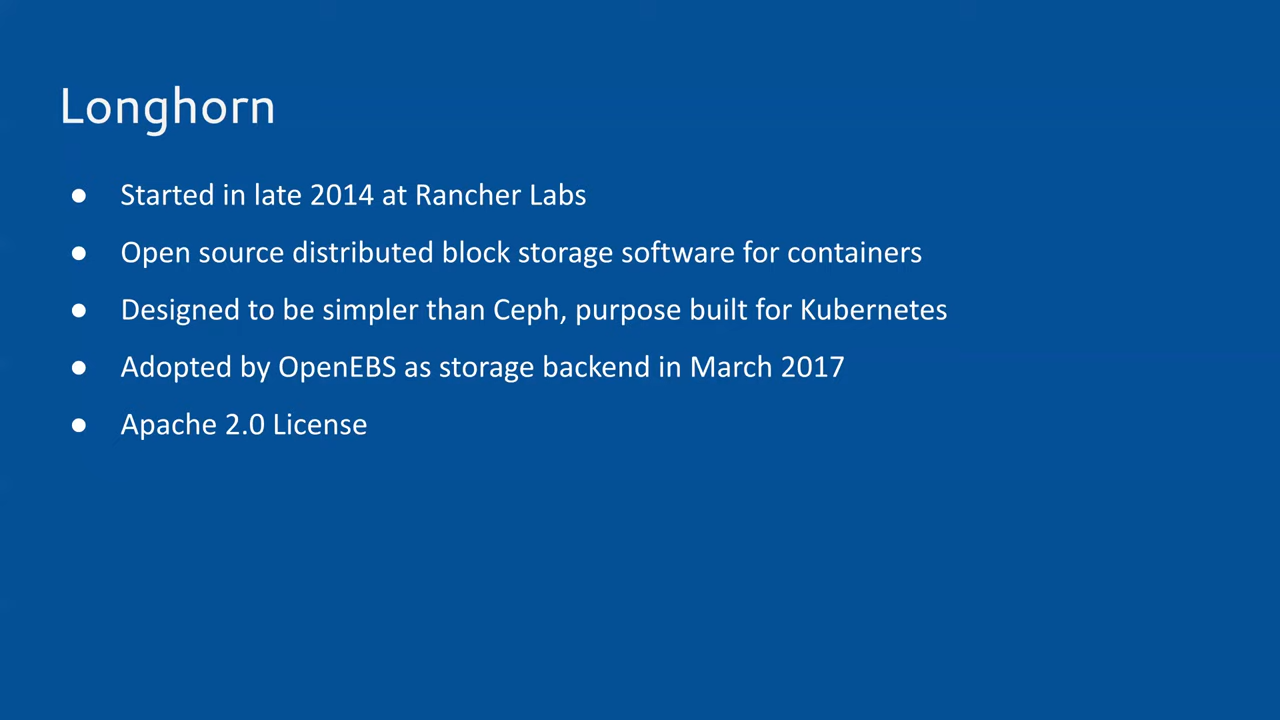 Longhorn
● Started in late 2014 at Rancher Labs
● Open source distributed block storage software for containers
● Designed to be simpler than Ceph, purpose built for Kubernetes
● Adopted by OpenEBS as storage backend in March 2017
● Apache 2.0 License